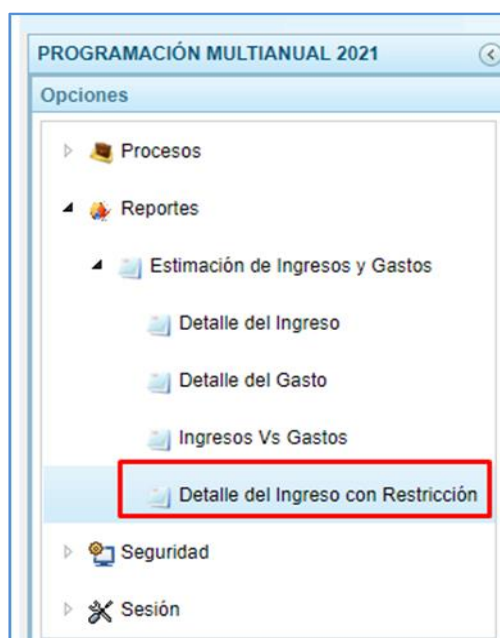 PROGRAMACIÓN MULTIANUAL 2021
Opciones
Procesos
Reportes
Estimación de Ingresos y Gastos
Detalle del Ingreso
Detalle del Gasto
Ingresos Vs Gastos
Detalle del Ingreso con Restricción
Seguridad
Sesión